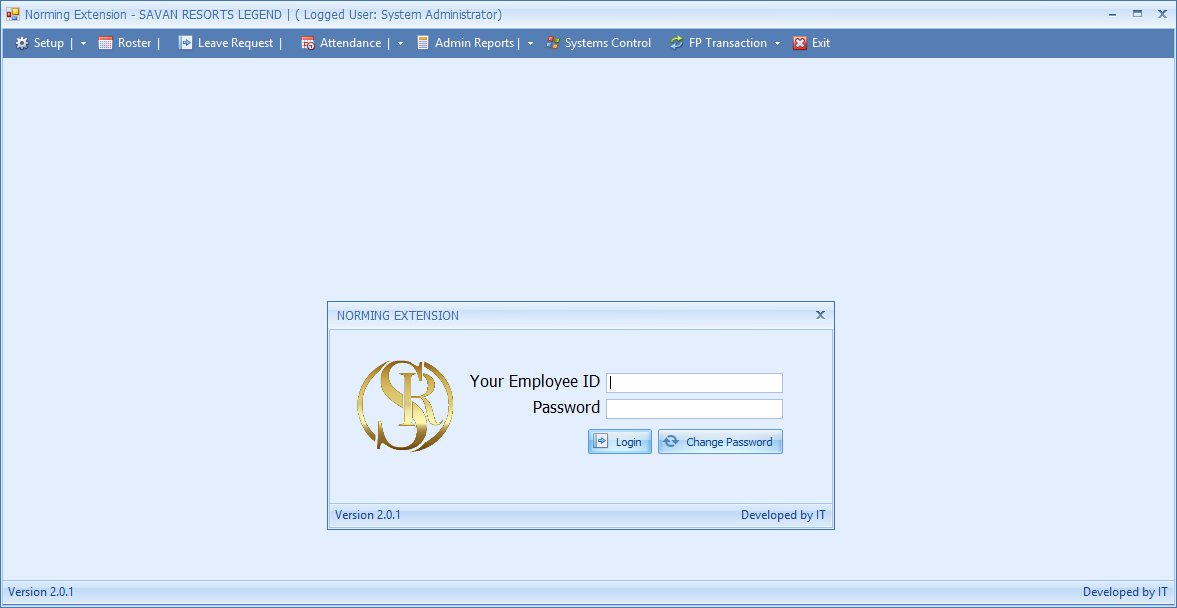 Norming Extension - SAVAN RESORTS LEGEND | ( Logged User: System Administrator)
Setup | Roster | Leave Request | Attendance | Admin Reports | Systems Control FP Transaction Exit
NORMING EXTENSION
SR
Your Employee ID
Password
Login Change Password
Version 2.0.1 Developed by IT
Version 2.0.1 Developed by IT